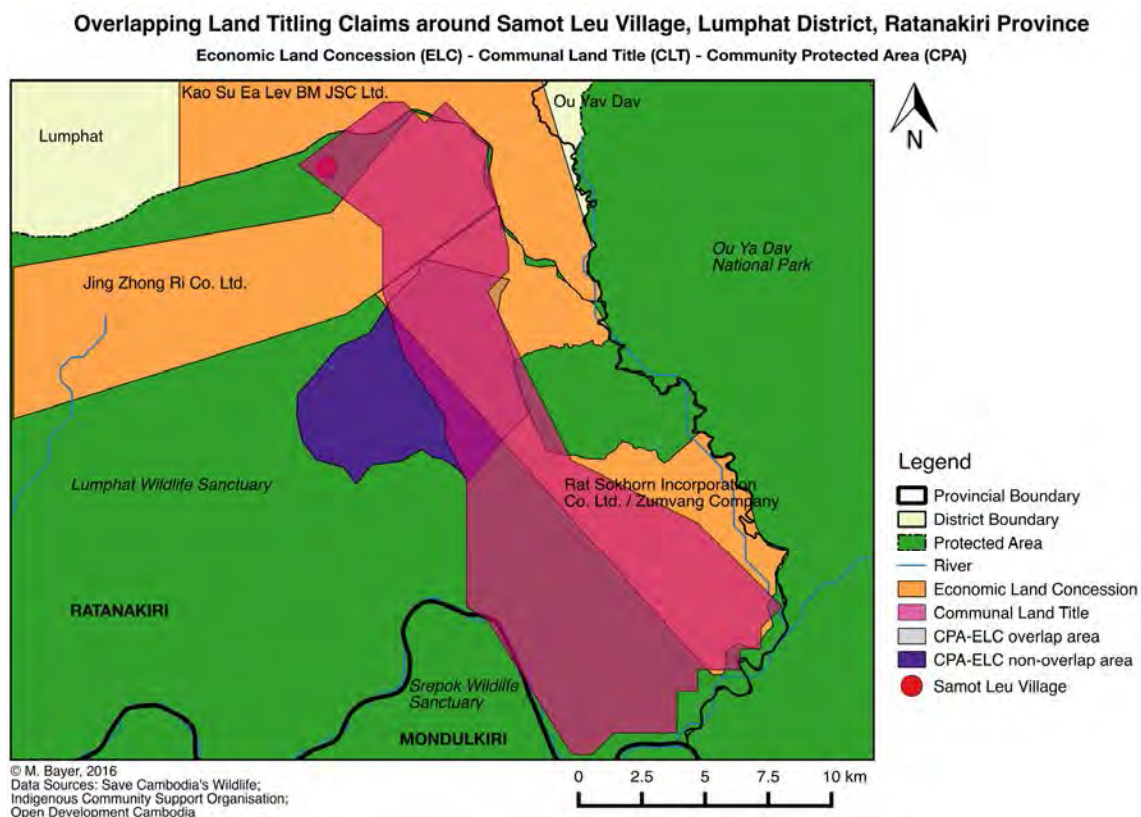 Overlapping Land Titling Claims around Samot Leu Village, Lumphat District, Ratanakiri Province
Economic Land Concession (ELC) - Communal Land Title (CLT) - Community Protected Area (CPA)
Kao Su Ea Lev BM JSC Ltd.
Ou Yav Dav
Lumphat
N
Ou Ya Dav
National Park
Jing Zhong Ri Co. Ltd.
Lumphat Wildlife Sanctuary
Rat Sokhorn Incorporation
Co. Ltd. / Zumvang Company
RATANAKIRI
Srepok Wildlife
Sanctuary
MONDULKIRI
Legend
Provincial Boundary
District Boundary
Protected Area
River
Economic Land Concession
Communal Land Title
CPA-ELC overlap area
CPA-ELC non-overlap area
Samot Leu Village
© M. Bayer, 2016
Data Sources: Save Cambodia's Wildlife;
Indigenous Community Support Organisation;
Open Development Cambodia
0 2.5 5 7.5 10 km